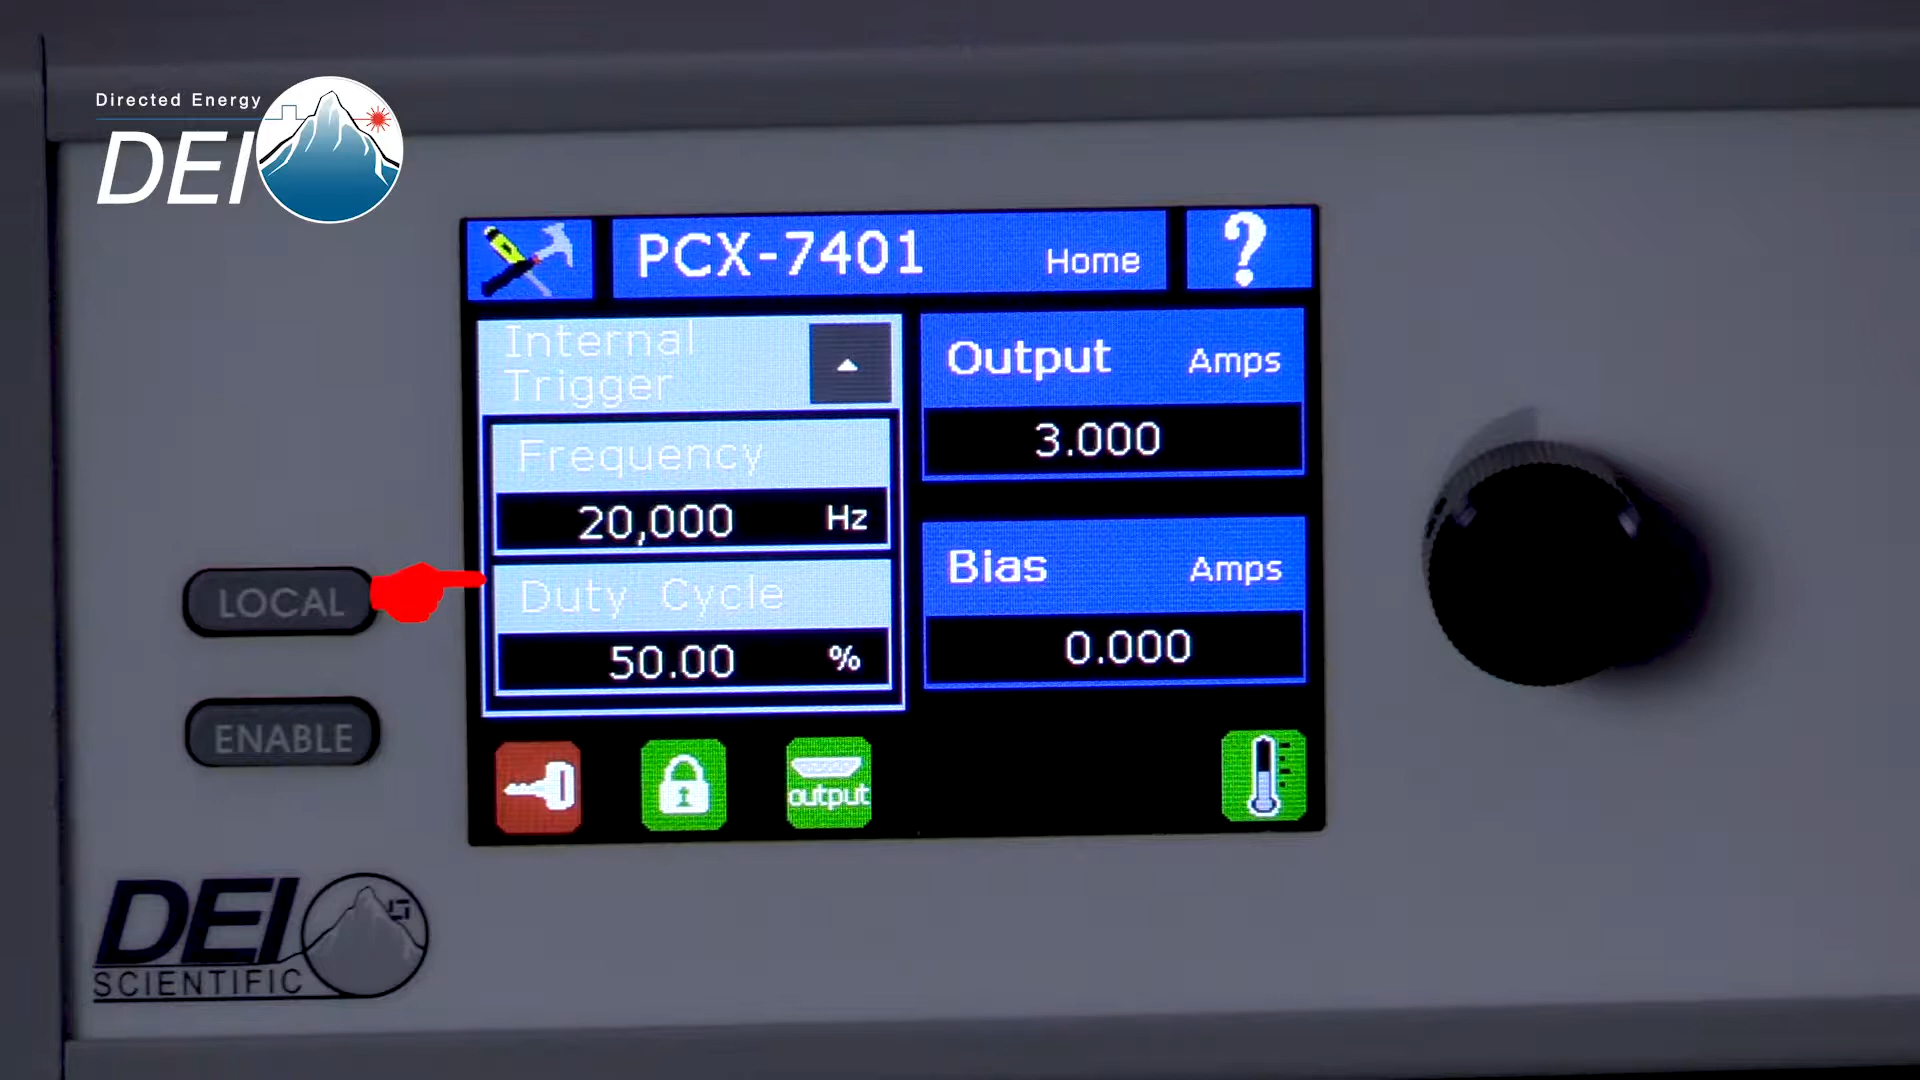 Directed Energy
DEI
PCX-7401 Home
?
Internal
Trigger
Frequency
20,000 Hz
Duty Cycle
50.00 %
Output Amps
3.000
Bias Amps
0.000
output
LOCAL
ENABLE
DEI
SCIENTIFIC